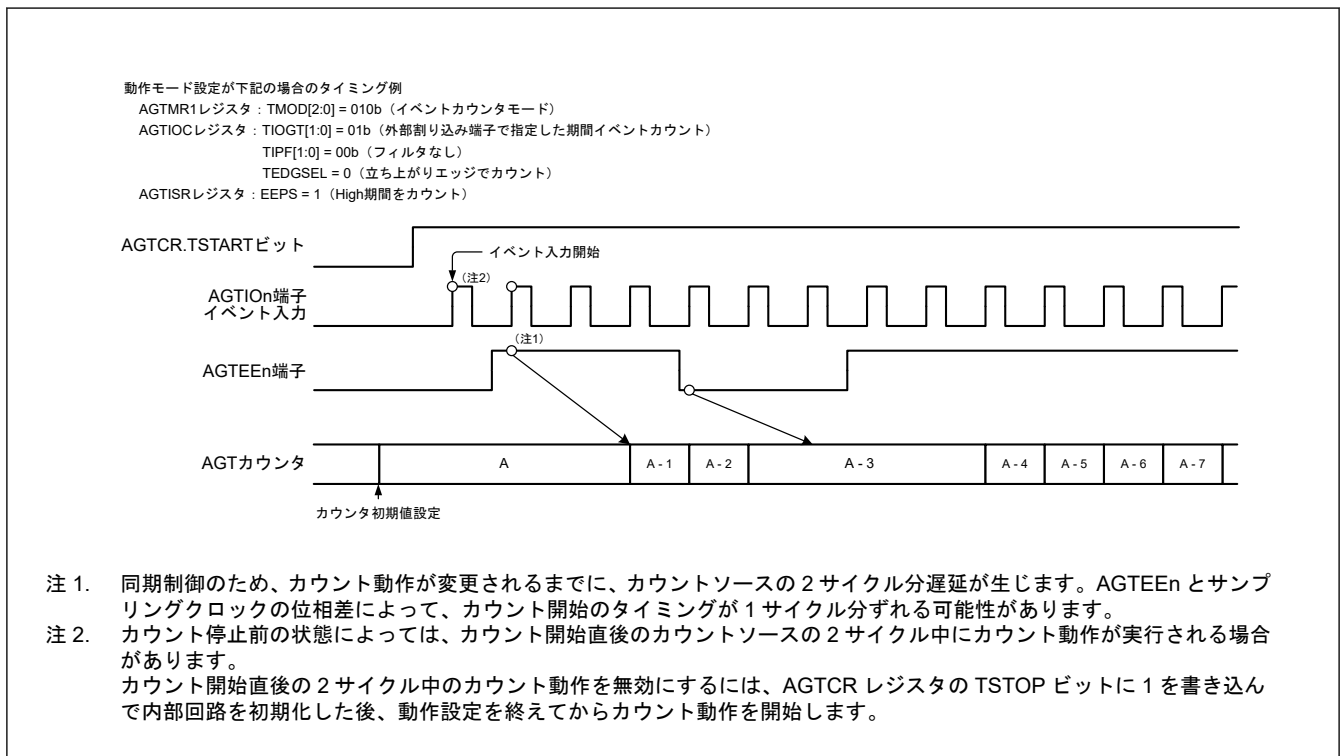 動作モード設定が下記の場合のタイミング例
AGTMR1レジスタ：TMOD[2:0] = 010b（イベントカウンタモード）
AGTIOCレジスタ：TIOGT[1:0] = 01b（外部割り込み端子で指定した期間イベントカウント）
TIPF[1:0] = 00b（フィルタなし）
TEDGSEL = 0（立ち上がりエッジでカウント）
AGTISRレジスタ：EEPS = 1（High期間をカウント）
AGTCR.TSTARTビット
イベント入力開始
（注2）
AGTIOn端子
イベント入力
（注1）
AGTEEn端子
AGTカウンタ
A
A - 1
A - 2
A - 3
A - 4
A - 5
A - 6
A - 7
カウンタ初期値設定
注 1. 同期制御のため、カウント動作が変更されるまでに、カウントソースの 2 サイクル分遅延が生じます。AGTEEn とサンプ
リングクロックの位相差によって、カウント開始のタイミングが 1 サイクル分ずれる可能性があります。
注 2. カウント停止前の状態によっては、カウント開始直後のカウントソースの 2 サイクル中にカウント動作が実行される場合
があります。
カウント開始直後の 2 サイクル中のカウント動作を無効にするには、AGTCR レジスタの TSTOP ビットに 1 を書き込ん
で内部回路を初期化した後、動作設定を終えてからカウント動作を開始します。